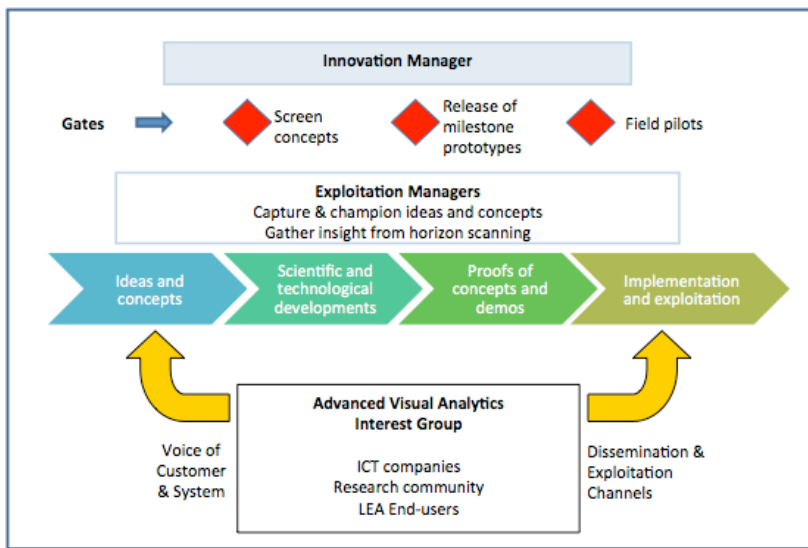 Innovation Manager
Gates
Screen
concepts
Release of
milestone
prototypes
Field pilots
Exploitation Managers
Capture & champion ideas and concepts
Gather insight from horizon scanning
Ideas and
concepts
Scientific and
technological
developments
Proofs of
concepts and
demos
Implementation
and exploitation
Voice of
Customer
& System
Advanced Visual Analytics
Interest Group
ICT companies
Research community
LEA End-users
Dissemination &
Exploitation
Channels